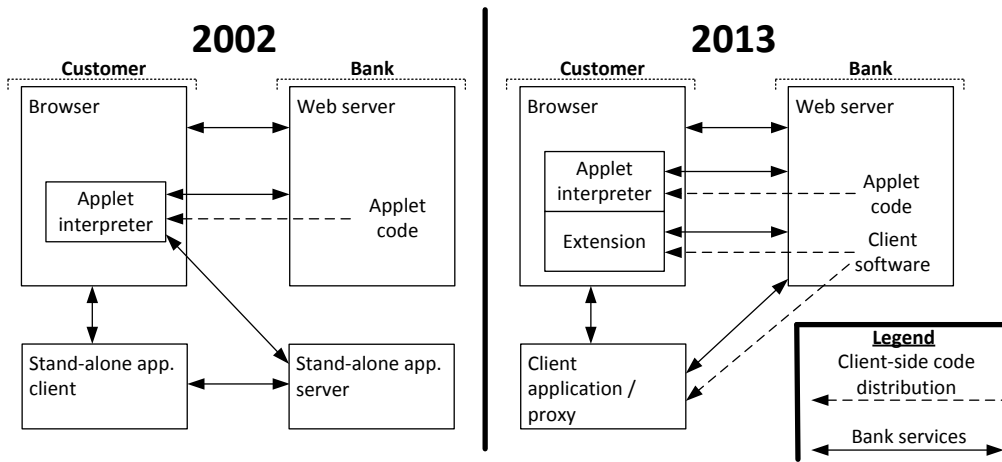 2002
Customer
Bank
Browser
Web server
Applet
interpreter
Applet
code
Stand-alone app.
client
Stand-alone app.
server
2013
Customer
Bank
Browser
Web server
Applet
interpreter
Applet
code
Extension
Client
software
Client
application /
proxy
Legend
Client-side code
distribution
Bank services